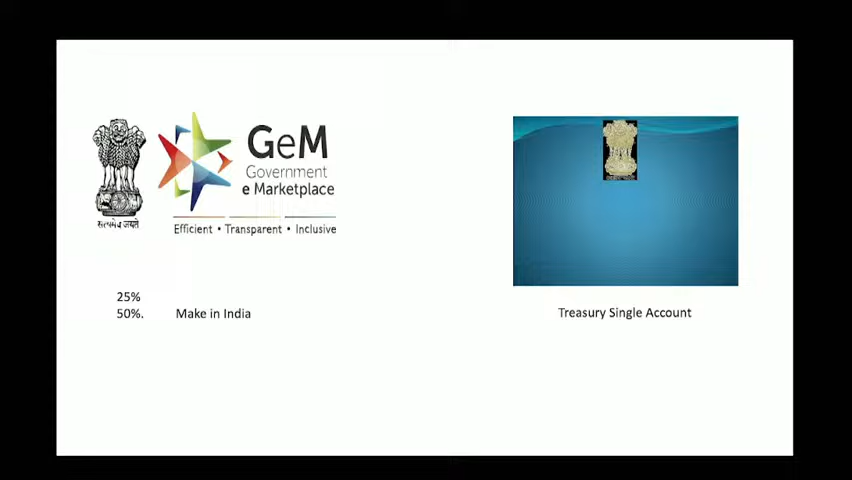 सत्यमेव जयते
GeM
Government
e Marketplace
Efficient • Transparent • Inclusive
25%
50%. Make in India
Treasury Single Account